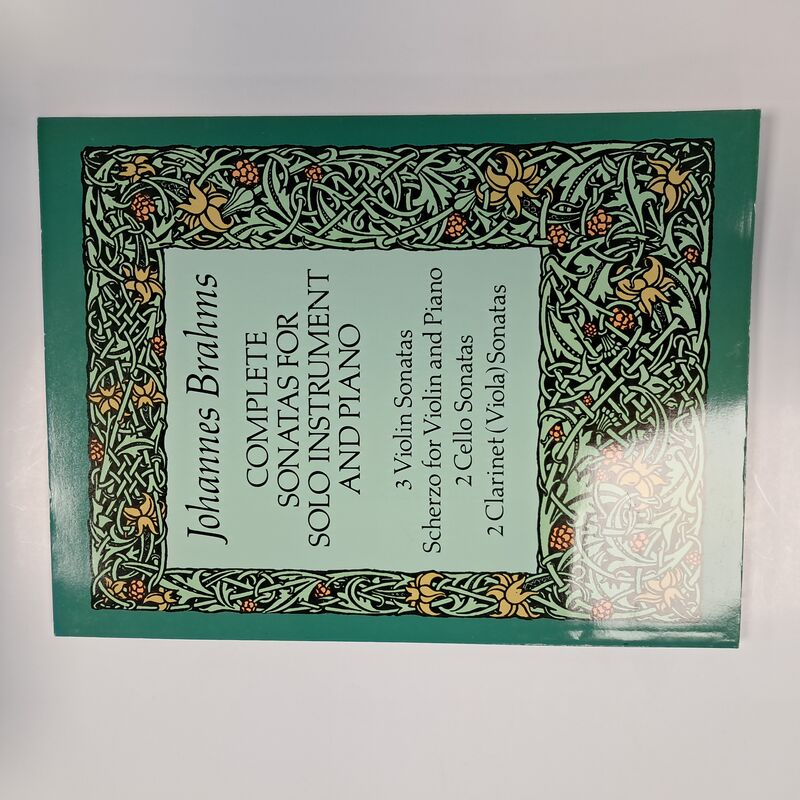 Johannes Brahms
COMPLETE
SONATAS FOR
SOLO INSTRUMENT
AND PIANO
3 Violin Sonatas
Scherzo for Violin and Piano
2 Cello Sonatas
2 Clarinet (Viola) Sonatas